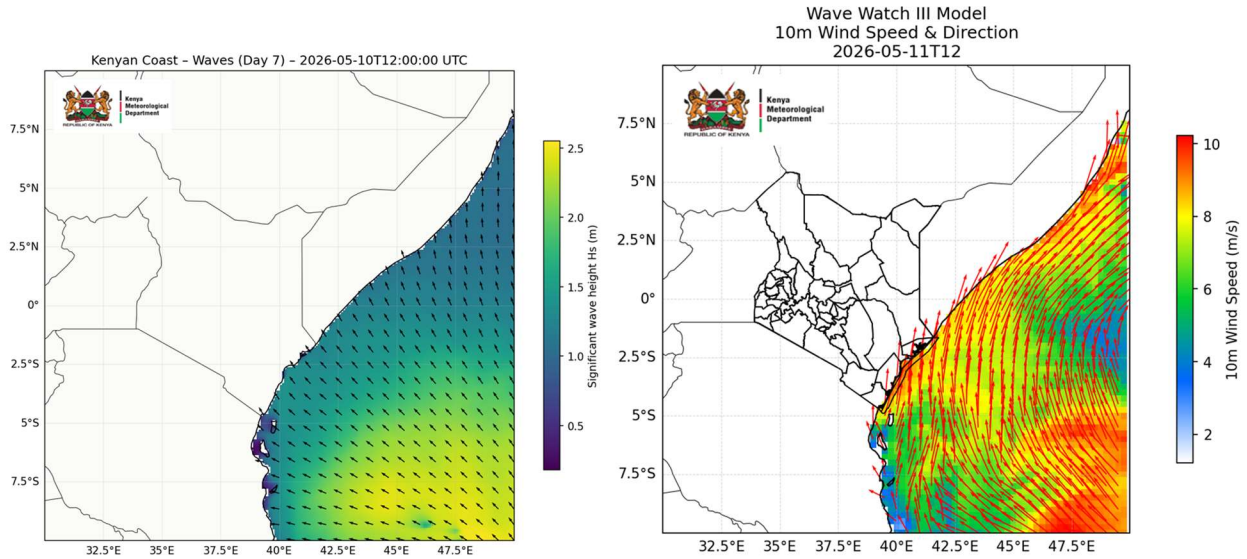 Kenyan Coast – Waves (Day 7) – 2026-05-10T12:00:00 UTC
Kenya
Meteorological
Department
REPUBLIC OF KENYA
7.5°N
5°N
2.5°N
0°
2.5°S
5°S
7.5°S
32.5°E 35°E 37.5°E 40°E 42.5°E 45°E 47.5°E
2.5
2.0
1.5
1.0
0.5
Significant wave height Hs (m)
Wave Watch III Model
10m Wind Speed & Direction
2026-05-11T12
Kenya
Meteorological
Department
REPUBLIC OF KENYA
7.5°N
5°N
2.5°N
0°
2.5°S
5°S
7.5°S
32.5°E 35°E 37.5°E 40°E 42.5°E 45°E 47.5°E
10
8
6
4
2
10m Wind Speed (m/s)